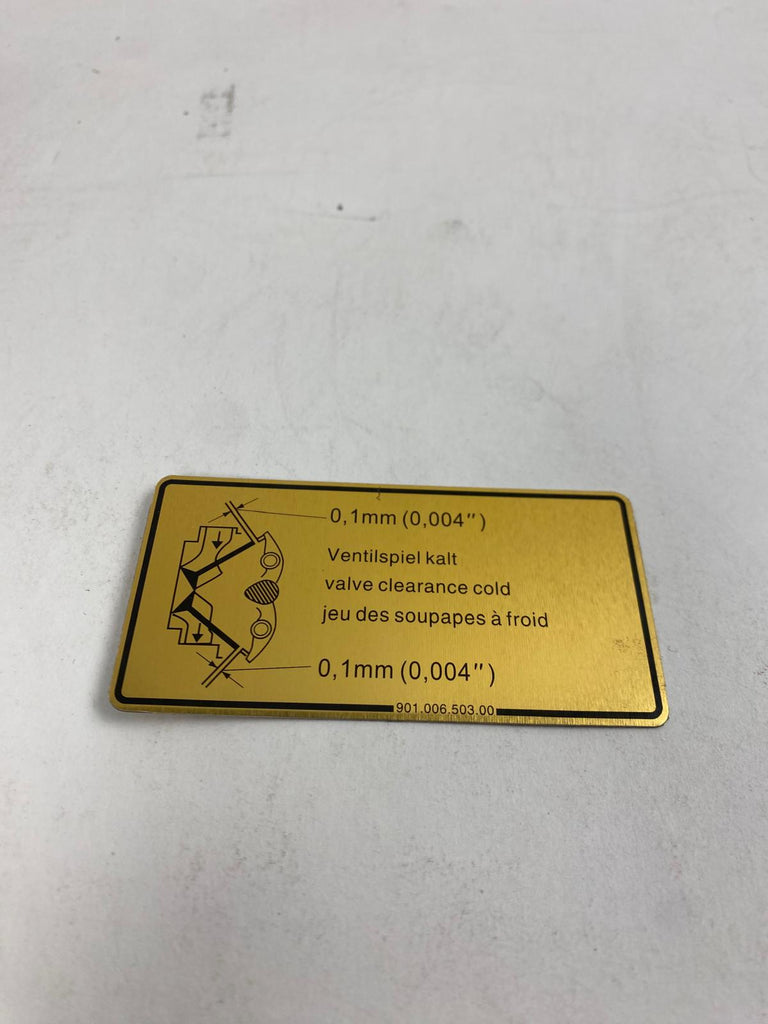 0,1mm (0,004")
Ventilspiel kalt
valve clearance cold
jeu des soupapes à froid
0,1mm (0,004")
901.006.503.00